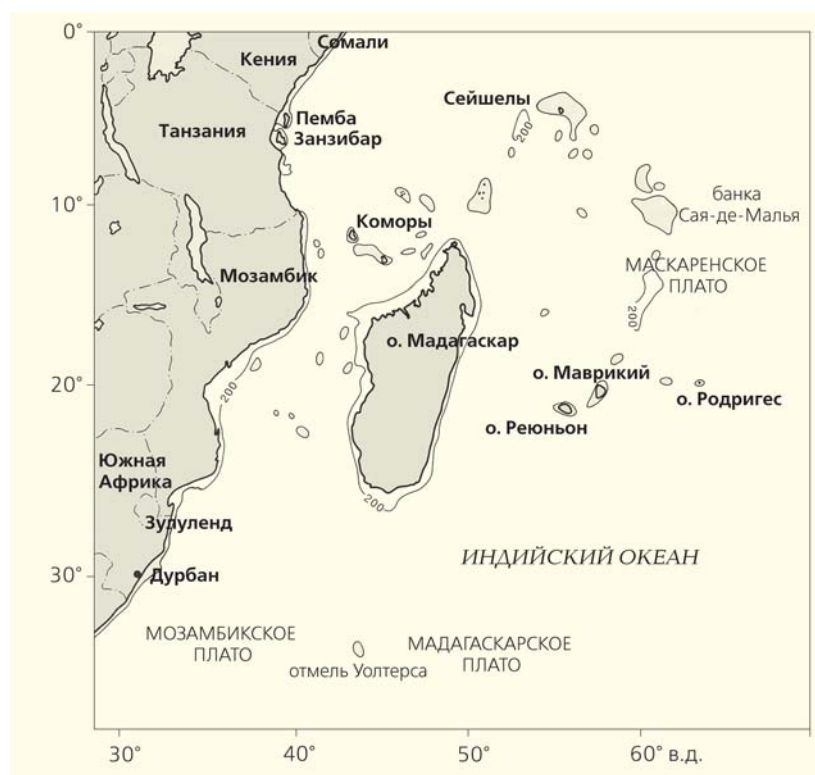 0°
Сомали
Кения
Сейшелы
Пемба
Танзания
Занзибар
200
10°
банка
Сая-де-Малья
Коморы
МАСКАРЕНСКОЕ
ПЛАТО
Мозамбик
200
о. Мадагаскар
о. Маврикий
20°
200
о. Родригес
о. Реюньон
Южная
Африка
200
Зулуленд
ИНДИЙСКИЙ ОКЕАН
30°
Дурбан
МОЗАМБИКСКОЕ
ПЛАТО
МАДАГАСКАРСКОЕ
ПЛАТО
отмель Уолтерса
30°
40°
50°
60° в.д.